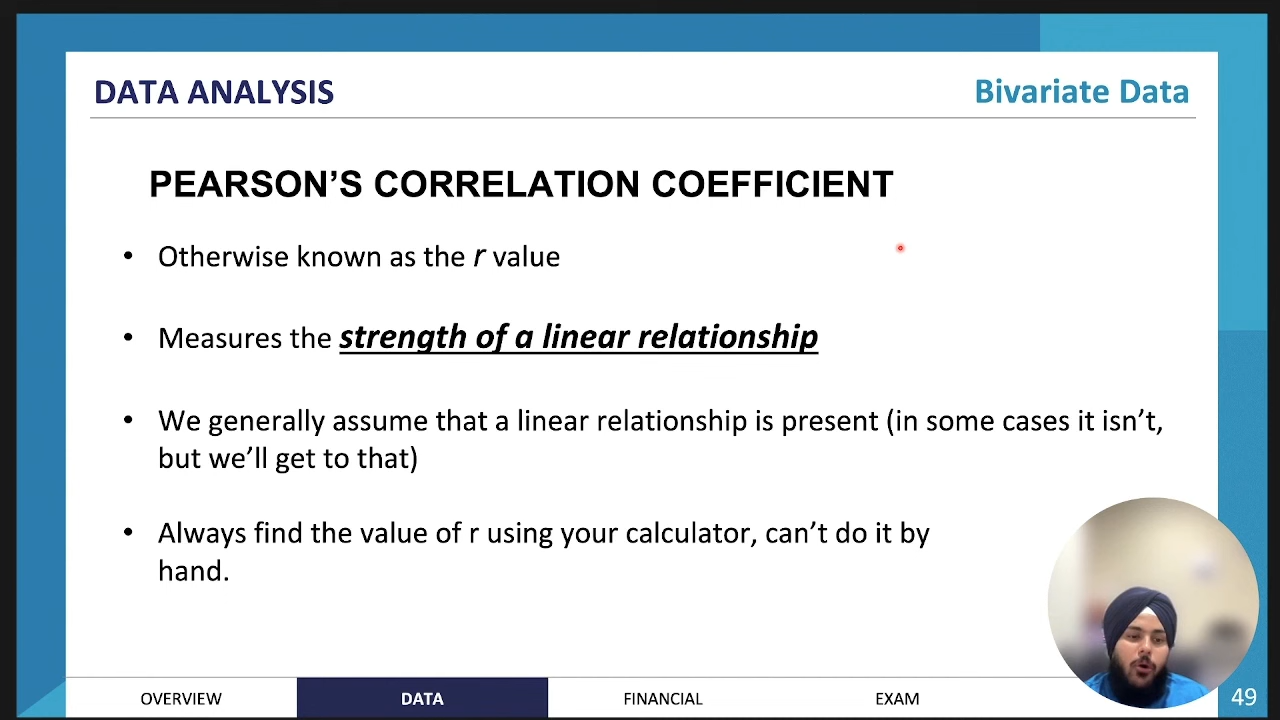 DATA ANALYSIS
Bivariate Data
PEARSON’S CORRELATION COEFFICIENT
• Otherwise known as the r value
• Measures the strength of a linear relationship
• We generally assume that a linear relationship is present (in some cases it isn’t,
but we’ll get to that)
• Always find the value of r using your calculator, can’t do it by
hand.
OVERVIEW
DATA
FINANCIAL
EXAM
49